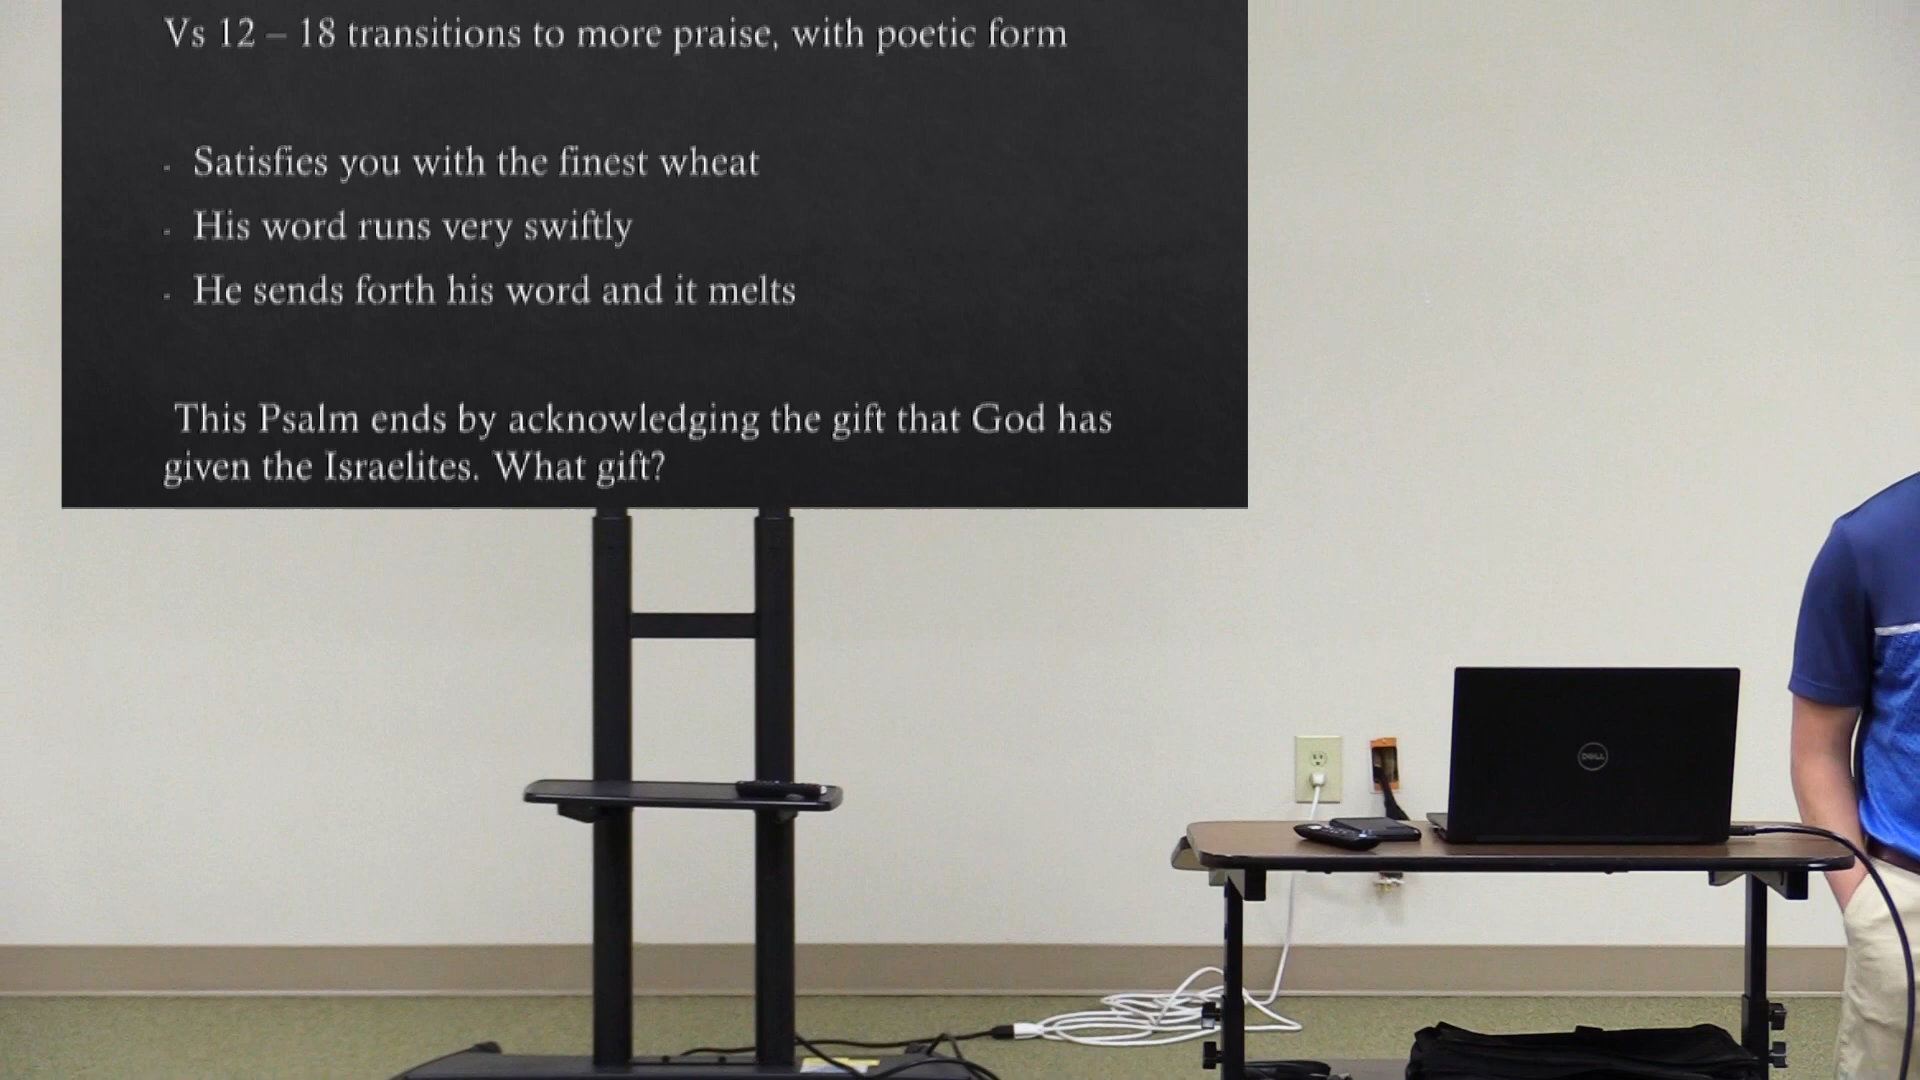 Vs 12 – 18 transitions to more praise, with poetic form
- Satisfies you with the finest wheat
- His word runs very swiftly
- He sends forth his word and it melts
This Psalm ends by acknowledging the gift that God has
given the Israelites. What gift?
DELL